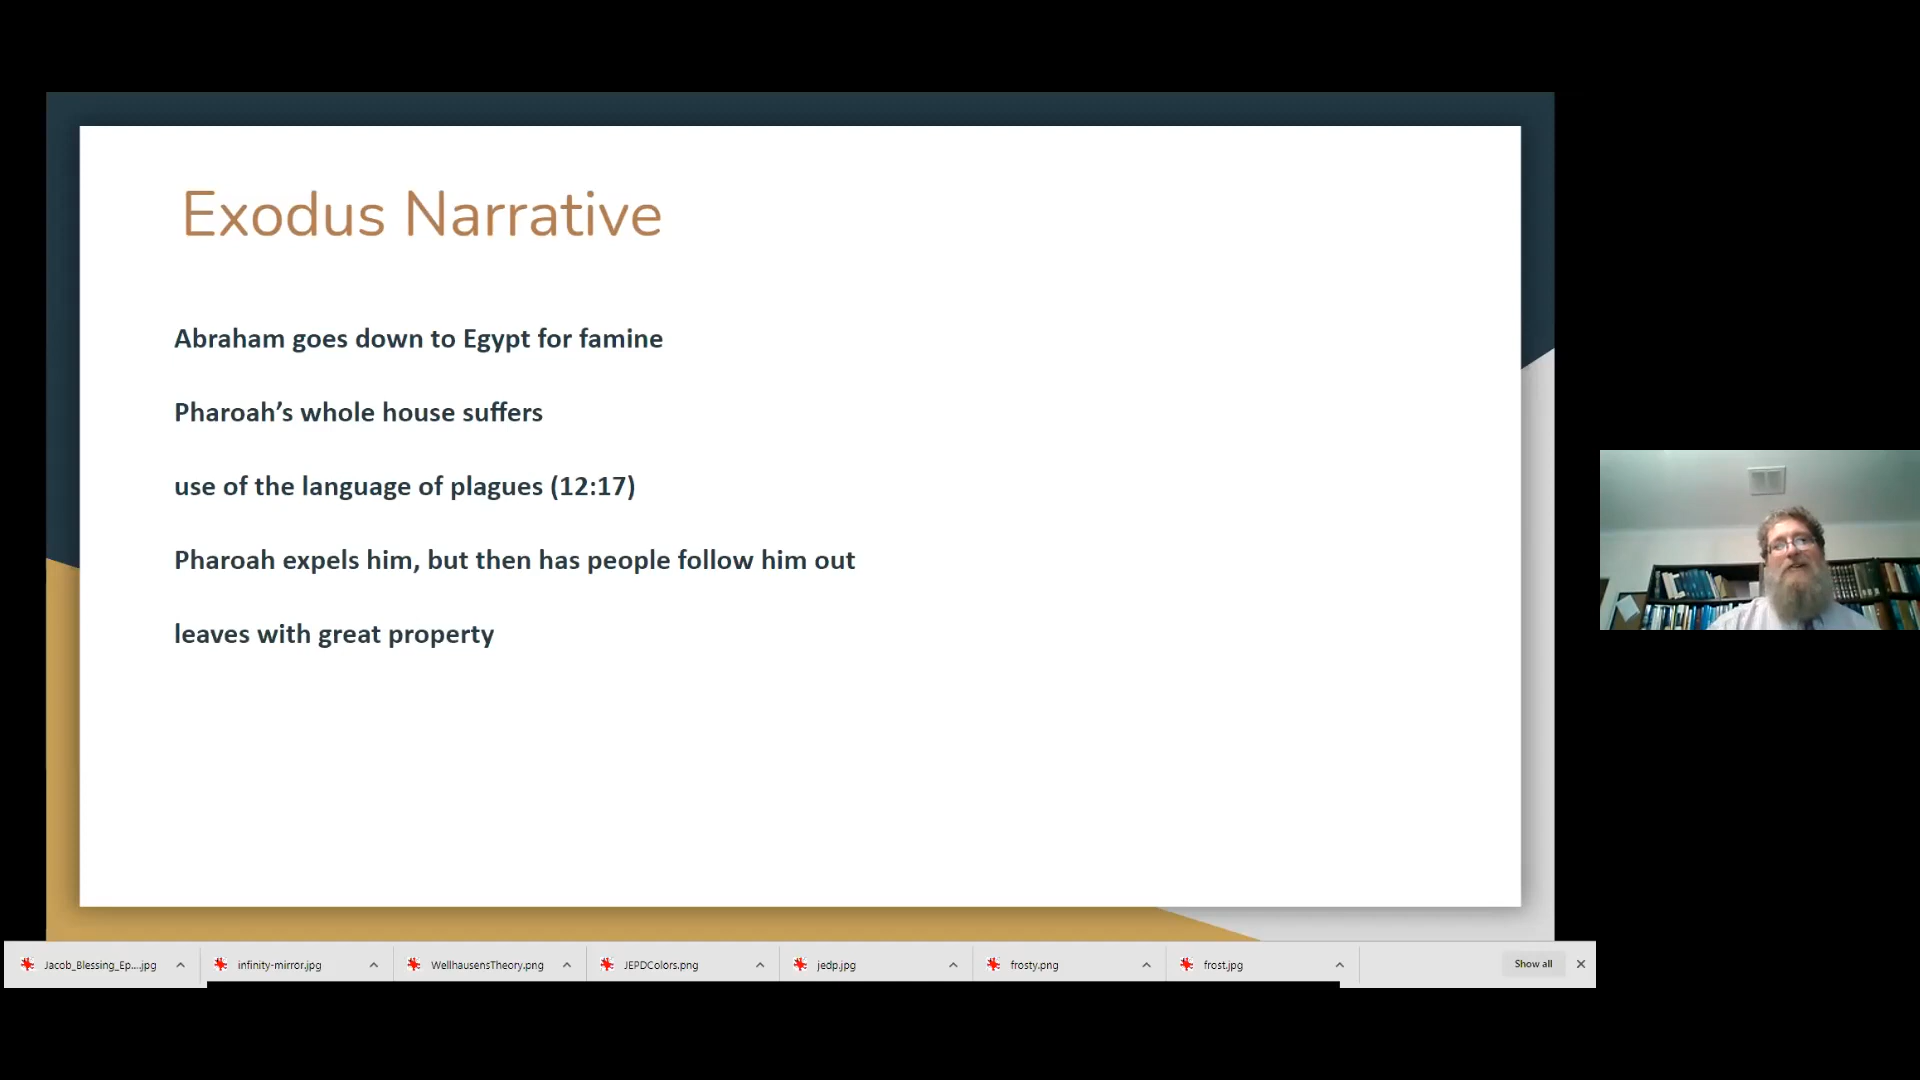 Exodus Narrative
Abraham goes down to Egypt for famine
Pharoah’s whole house suffers
use of the language of plagues (12:17)
Pharoah expels him, but then has people follow him out
leaves with great property
Jacob_Blessing_Ep....jpg
infinity-mirror.jpg
WellhausensTheory.png
JEPDColors.png
jedp.jpg
frosty.png
frost.jpg
Show all